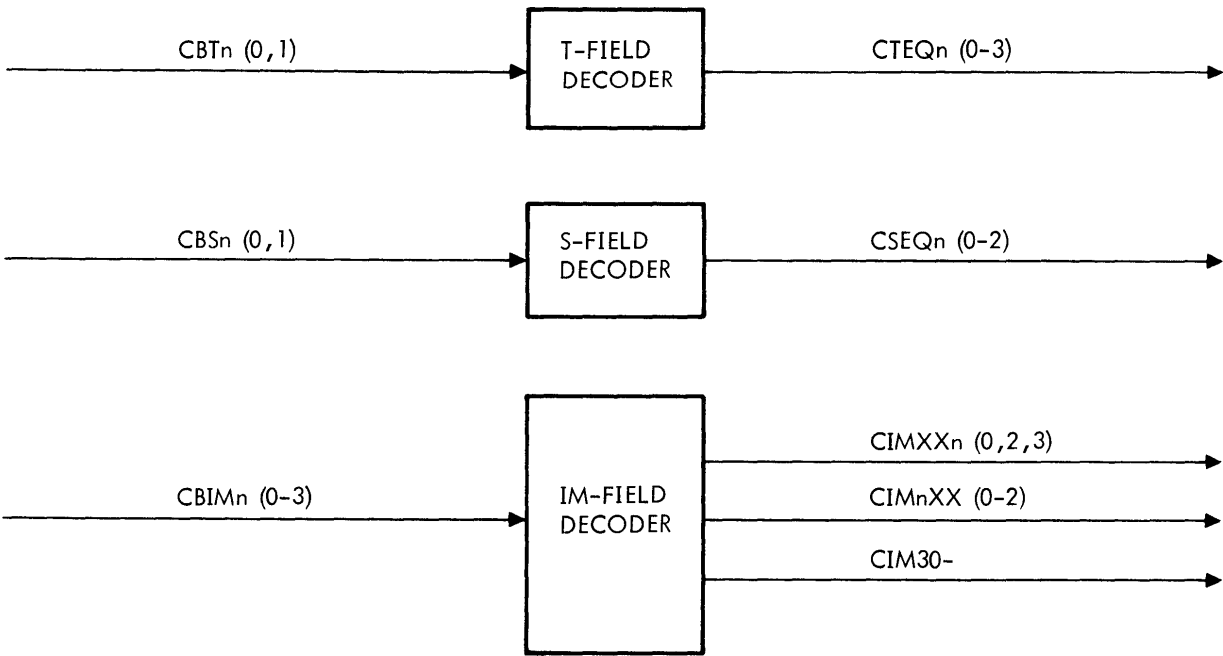 CBTn (0,1)
T-FIELD
DECODER
CTEQn (0-3)
CBSn (0,1)
S-FIELD
DECODER
CSEQn (0-2)
CBIMn (0-3)
IM-FIELD
DECODER
CIMXXn (0,2,3)
CIMnXX (0-2)
CIM30-